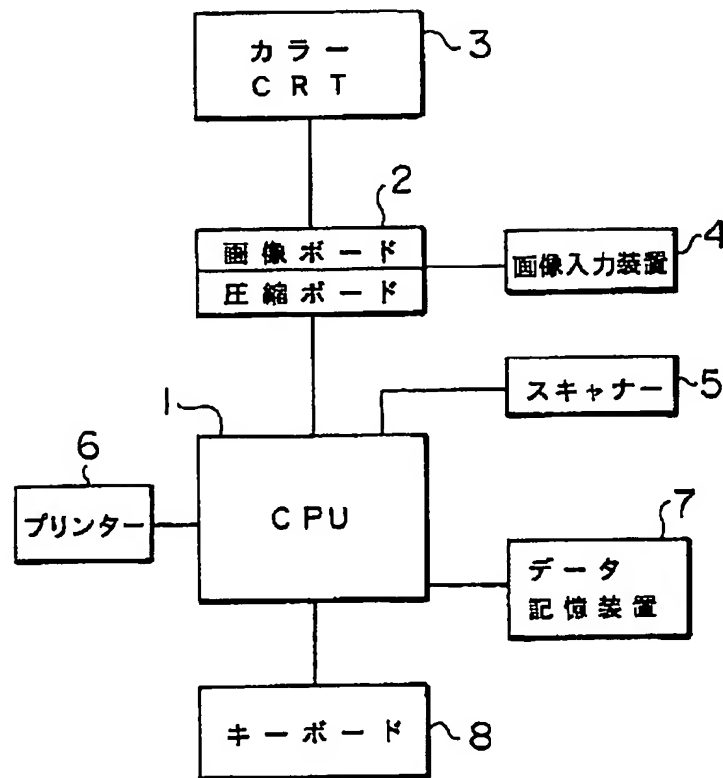 カラー
CRT
3
2
画像ボード
圧縮ボード
画像入力装置
4
スキャナー
5
1
CPU
6
プリンター
7
データ
記憶装置
キーボード
8